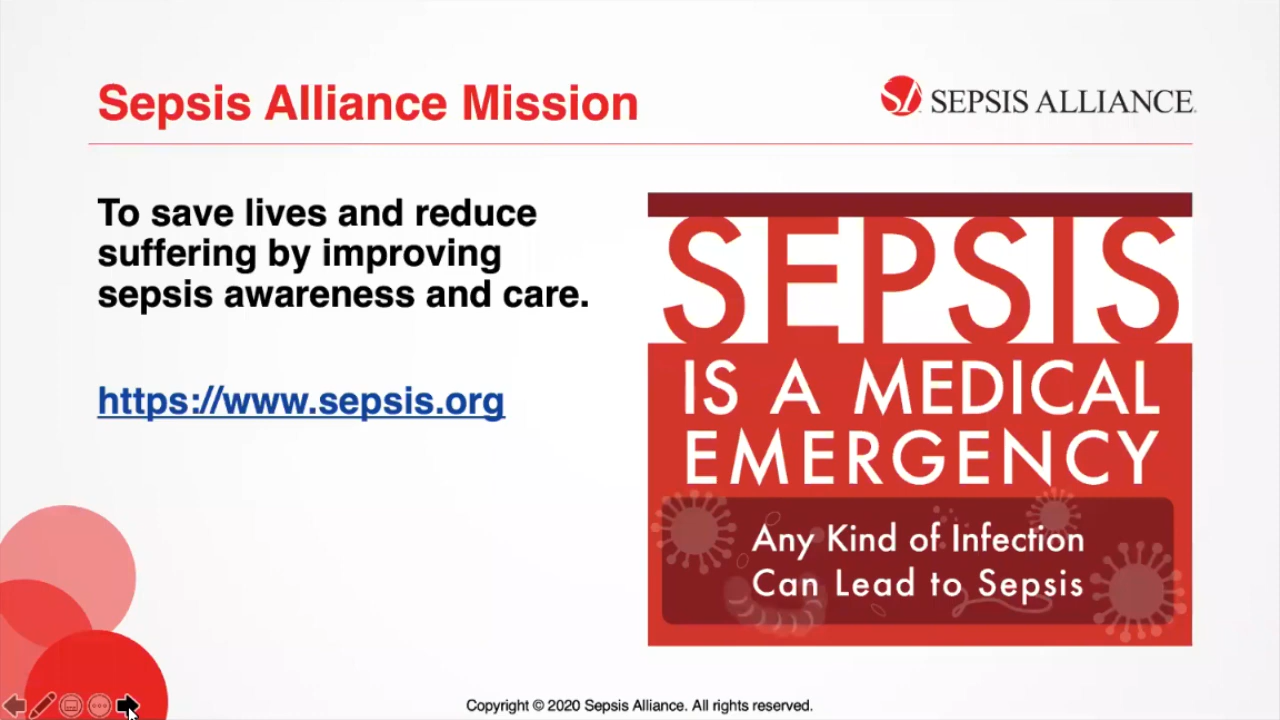 Sepsis Alliance Mission
SA SEPSIS ALLIANCE
To save lives and reduce
suffering by improving
sepsis awareness and care.
https://www.sepsis.org
SEPSIS
IS A MEDICAL
EMERGENCY
Any Kind of Infection
Can Lead to Sepsis
Copyright © 2020 Sepsis Alliance. All rights reserved.